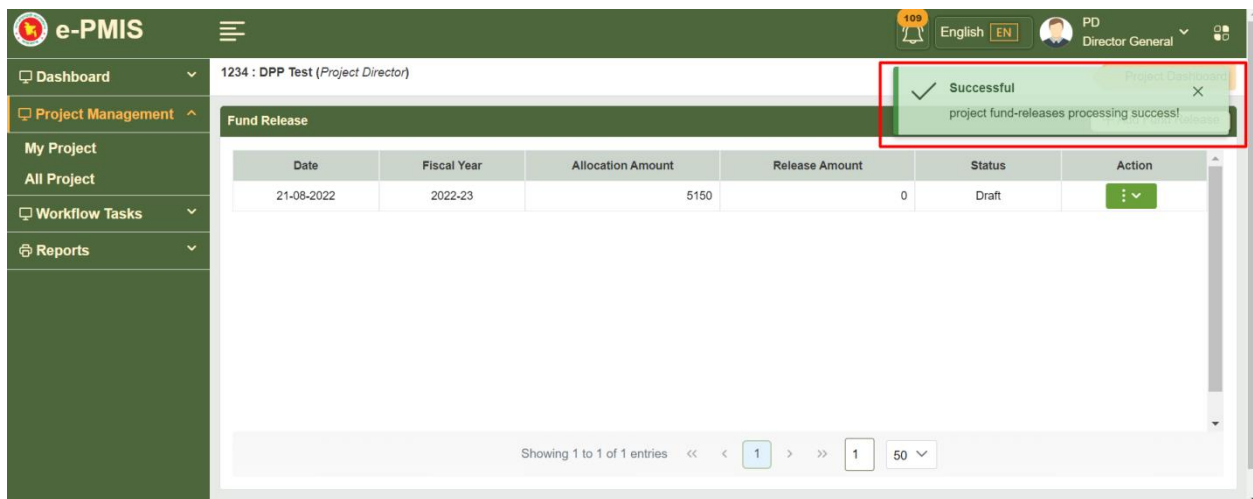 e-PMIS
109
English EN
PD
Director General
Dashboard
1234 : DPP Test (Project Director)
Project Dashboard
Successful
project fund-releases processing success!
Project Management
Fund Release
My Project
All Project
Date Fiscal Year Allocation Amount Release Amount Status Action
21-08-2022 2022-23 5150 0 Draft
Workflow Tasks
Reports
Showing 1 to 1 of 1 entries << < 1 > >> 1 50